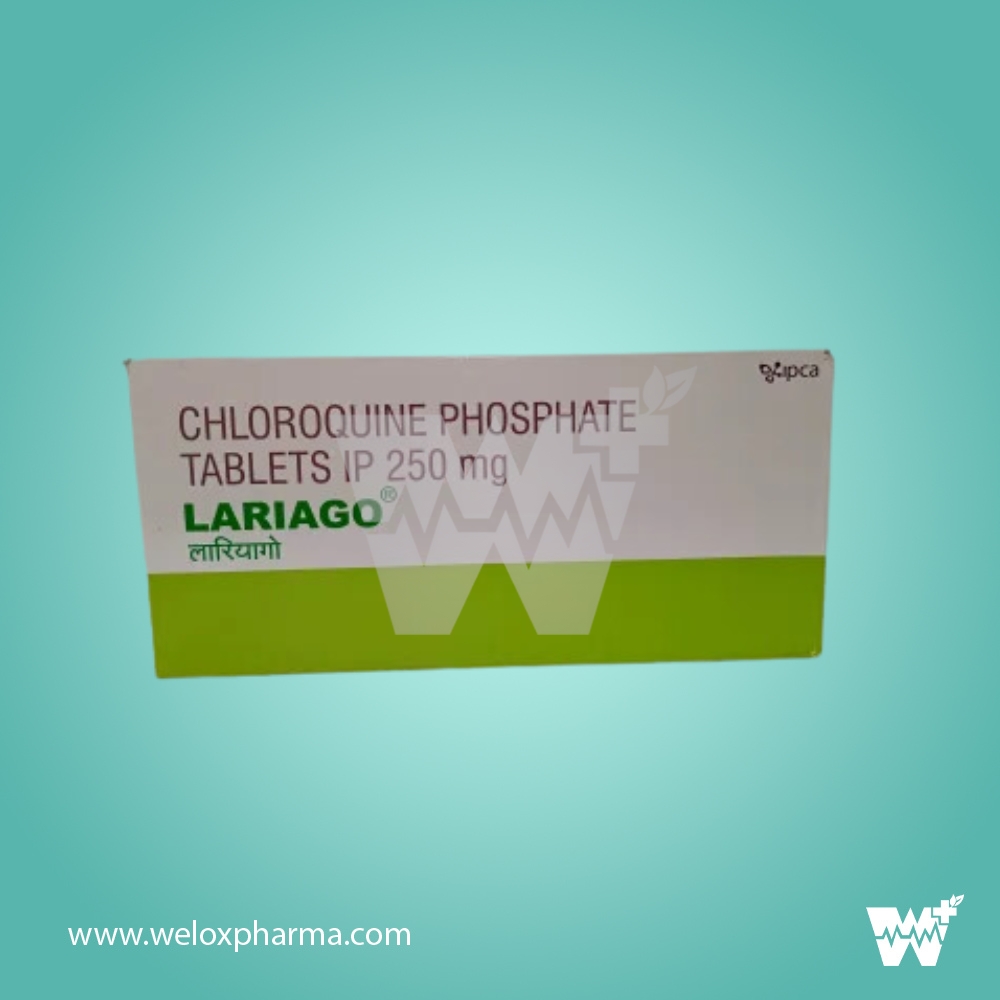 ipca
CHLOROQUINE PHOSPHATE
TABLETS IP 250 mg
LARIAGO®
लारियागो
www.weloxpharma.com
W+